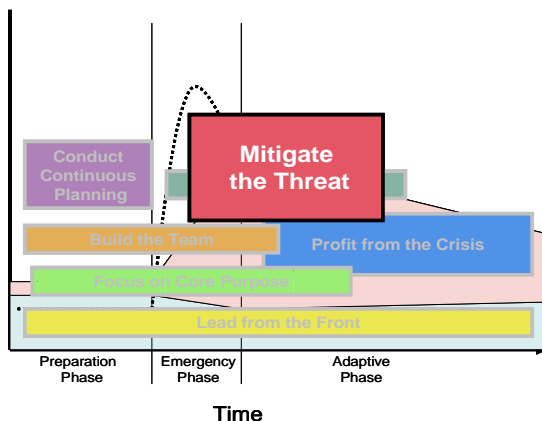 Conduct
Continuous
Planning
Mitigate
the Threat
Build the Team
Profit from the Crisis
Focus on Core Purpose
Lead from the Front
Preparation
Phase
Emergency
Phase
Adaptive
Phase
Time